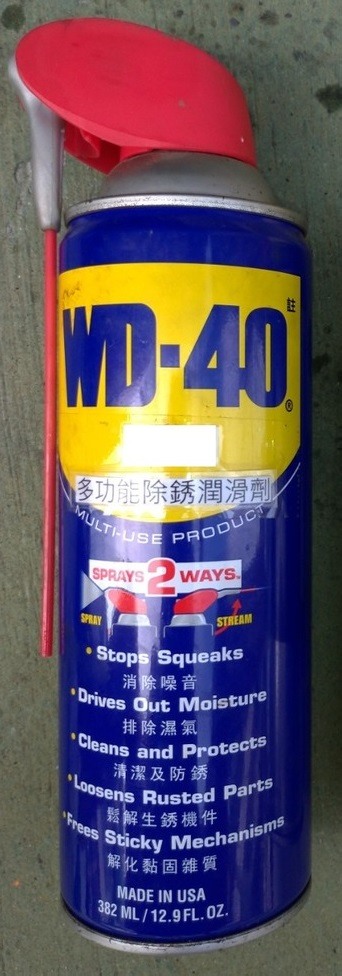 WD-40®
註
多功能除銹潤滑劑
MULTI-USE PRODUCT
SPRAYS 2 WAYS
SPRAY
STREAM
• Stops Squeaks
消除噪音
• Drives Out Moisture
排除濕氣
• Cleans and Protects
清潔及防銹
• Loosens Rusted Parts
鬆解生銹機件
• Frees Sticky Mechanisms
解化黏固雜質
MADE IN USA
382 ML / 12.9 FL. OZ.